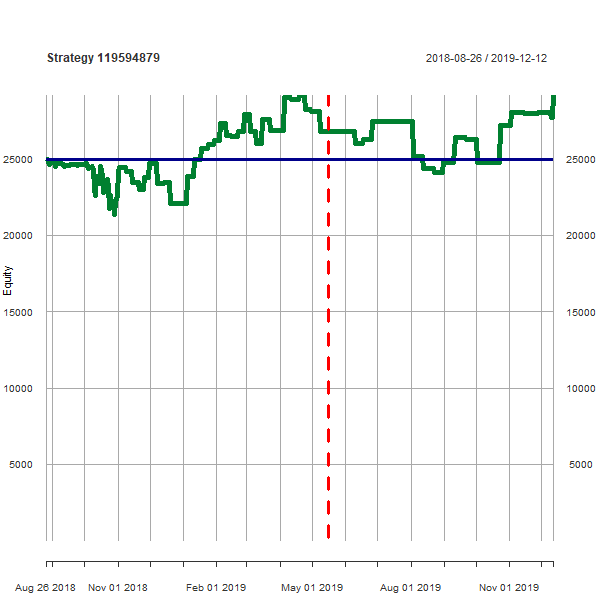 Strategy 119594879
2018-08-26 / 2019-12-12
25000
25000
20000
20000
Equity
15000
15000
10000
10000
5000
5000
Aug 26 2018
Nov 01 2018
Feb 01 2019
May 01 2019
Aug 01 2019
Nov 01 2019